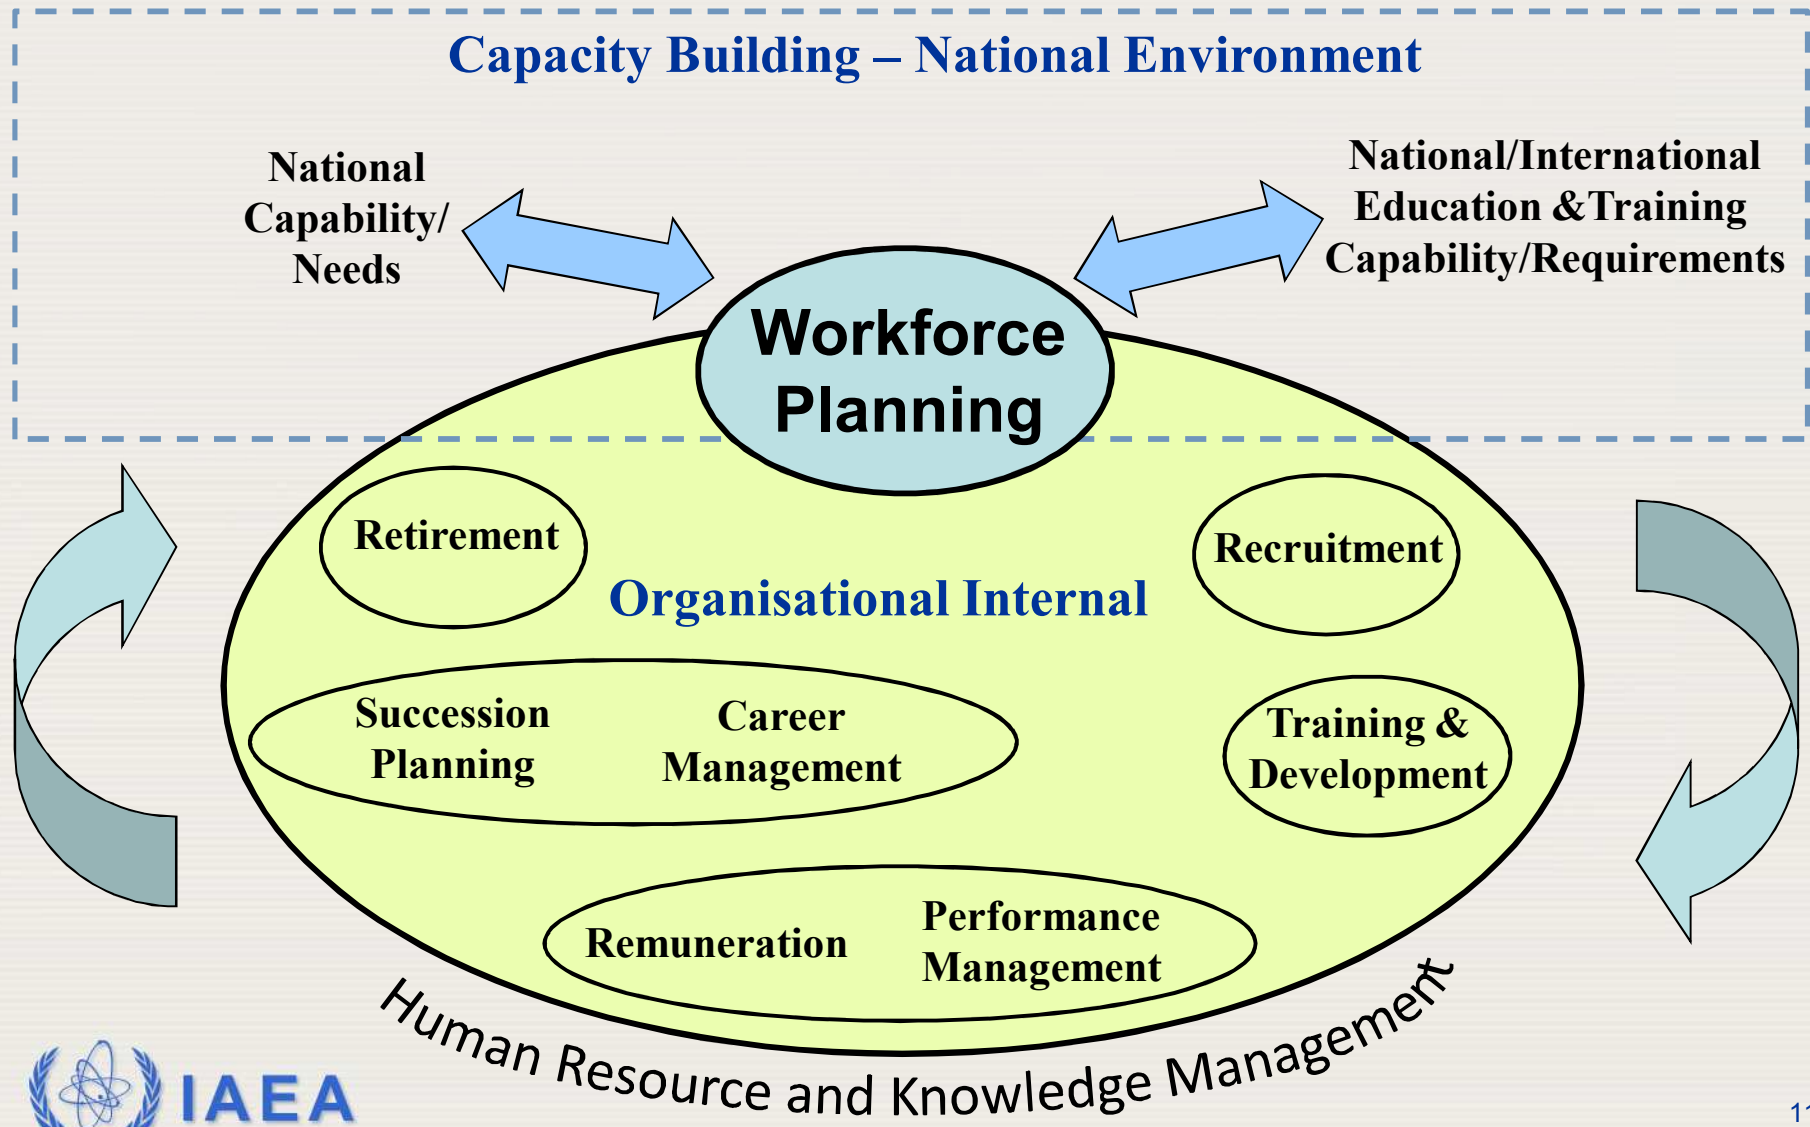 Capacity Building – National Environment
National
Capability/
Needs
National/International
Education &Training
Capability/Requirements
Workforce
Planning
Retirement
Recruitment
Organisational Internal
Succession
Planning
Career
Management
Training &
Development
Remuneration
Performance
Management
Human Resource and Knowledge Management
IAEA
11